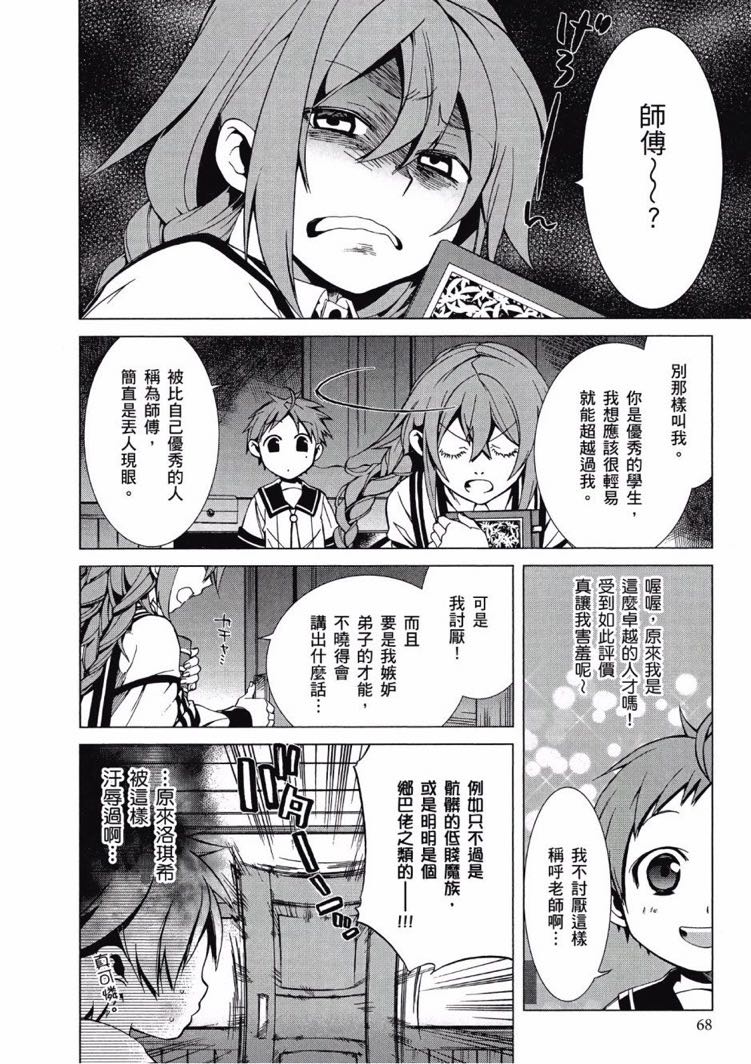 師傅～～？
げろーん
別那樣叫我。
你是優秀的學生，
我想應該很輕易
就能超越過我。
被比自己優秀的人
稱為師傅，
簡直是丟人現眼。
喔喔，原來我是
這麼卓越的人才嗎！
受到如此評價
真讓我害羞呢～
我不討厭這樣
稱呼老師啊…
可是
我討厭！
而且
要是我嫉妒
弟子的才能，
不曉得會
講出什麼話…
カチャ…
例如只不過是
骯髒的低賤魔族，
或是明明是個
鄉巴佬之類的──!!!
…原來洛琪希
被這樣
汙辱過啊…
真可憐。
68